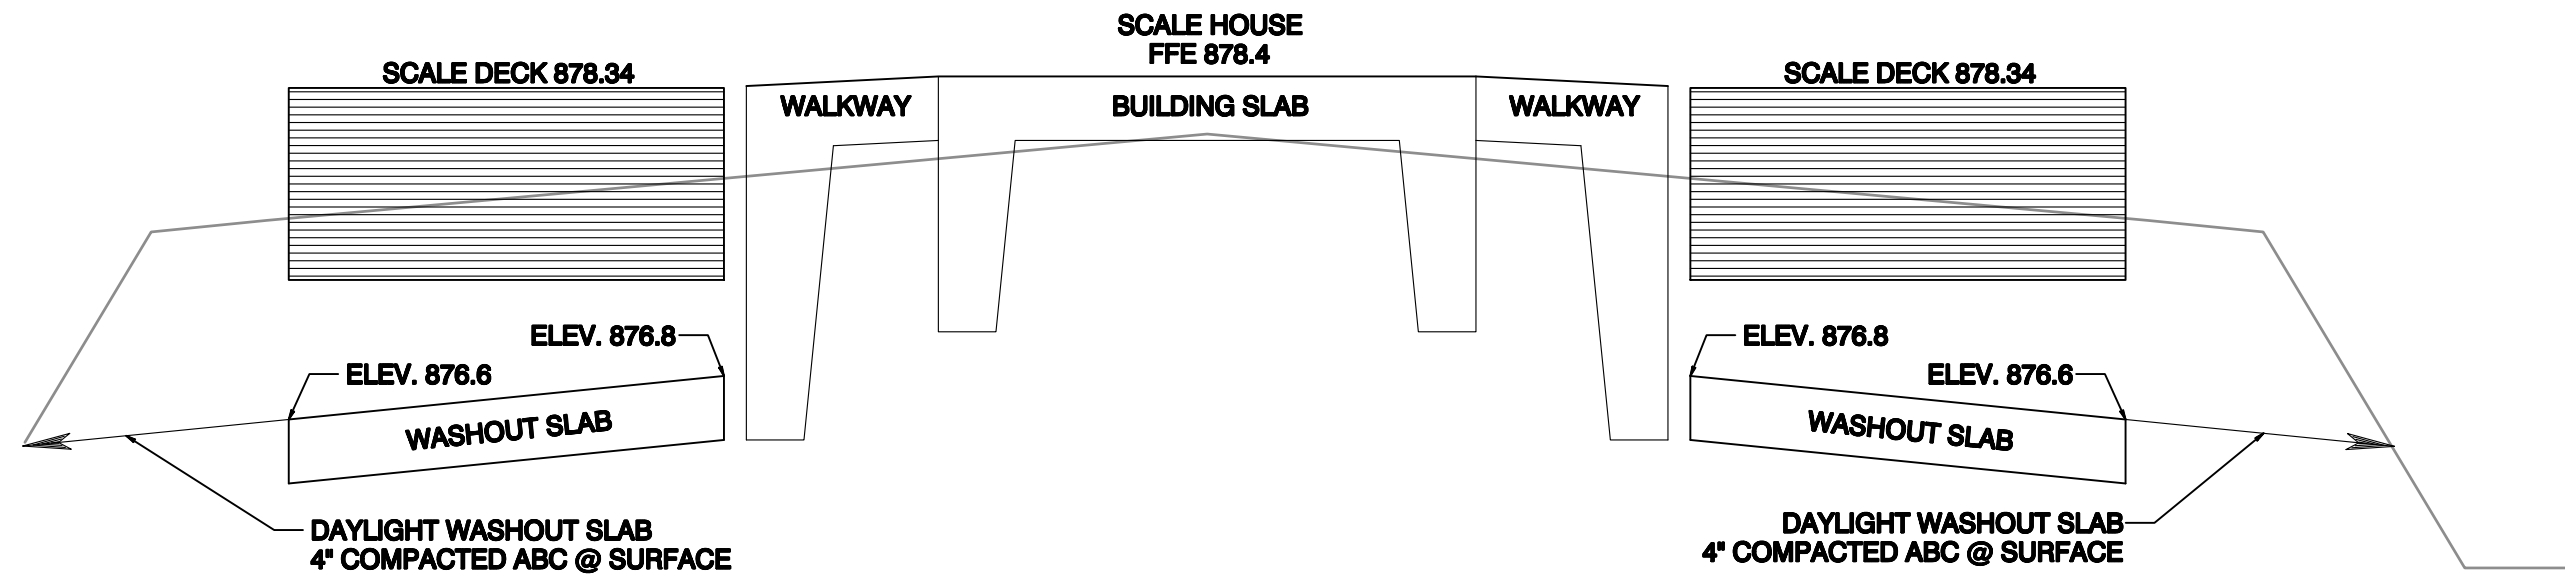 SCALE HOUSE
FFE 878.4
SCALE DECK 878.34
SCALE DECK 878.34
WALKWAY
BUILDING SLAB
WALKWAY
ELEV. 876.8
ELEV. 876.8
ELEV. 876.6
ELEV. 876.6
WASHOUT SLAB
WASHOUT SLAB
DAYLIGHT WASHOUT SLAB
4" COMPACTED ABC @ SURFACE
DAYLIGHT WASHOUT SLAB
4" COMPACTED ABC @ SURFACE